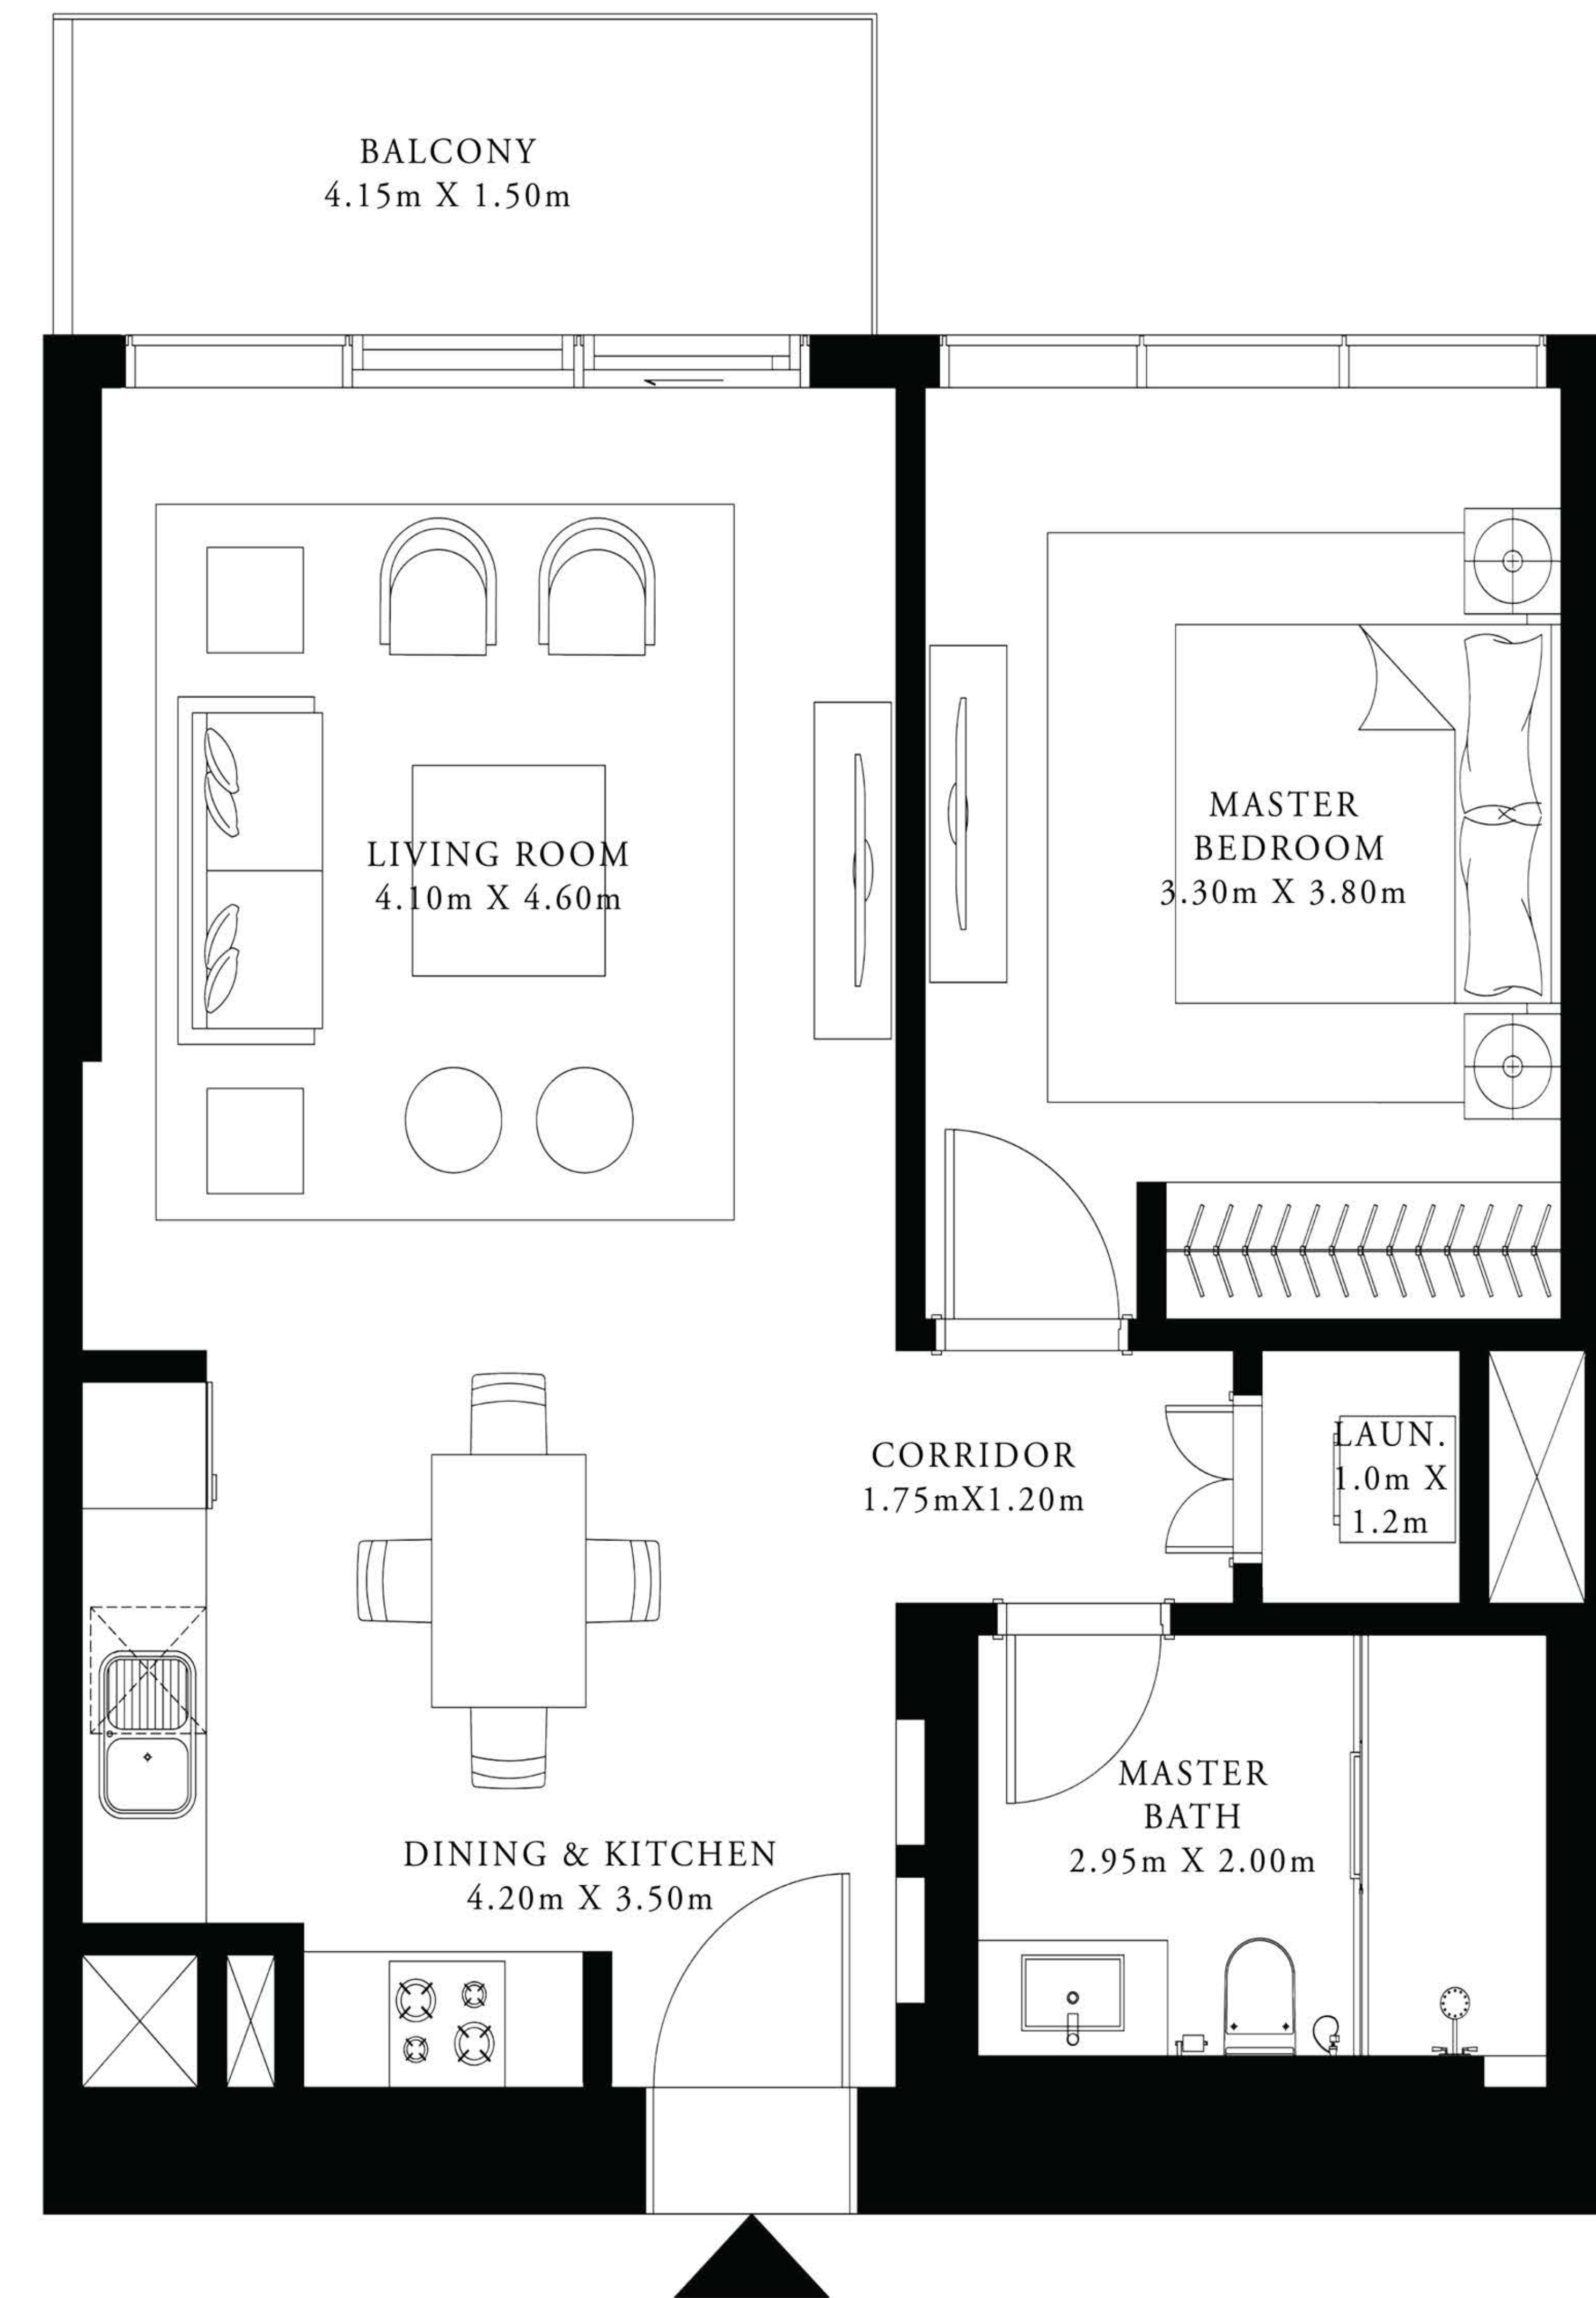 BALCONY
4.15m X 1.50m
LIVING ROOM
4.10m X 4.60m
MASTER
BEDROOM
3.30m X 3.80m
CORRIDOR
1.75mX1.20m
LAUN.
1.0m X
1.2m
MASTER
BATH
2.95m X 2.00m
DINING & KITCHEN
4.20m X 3.50m